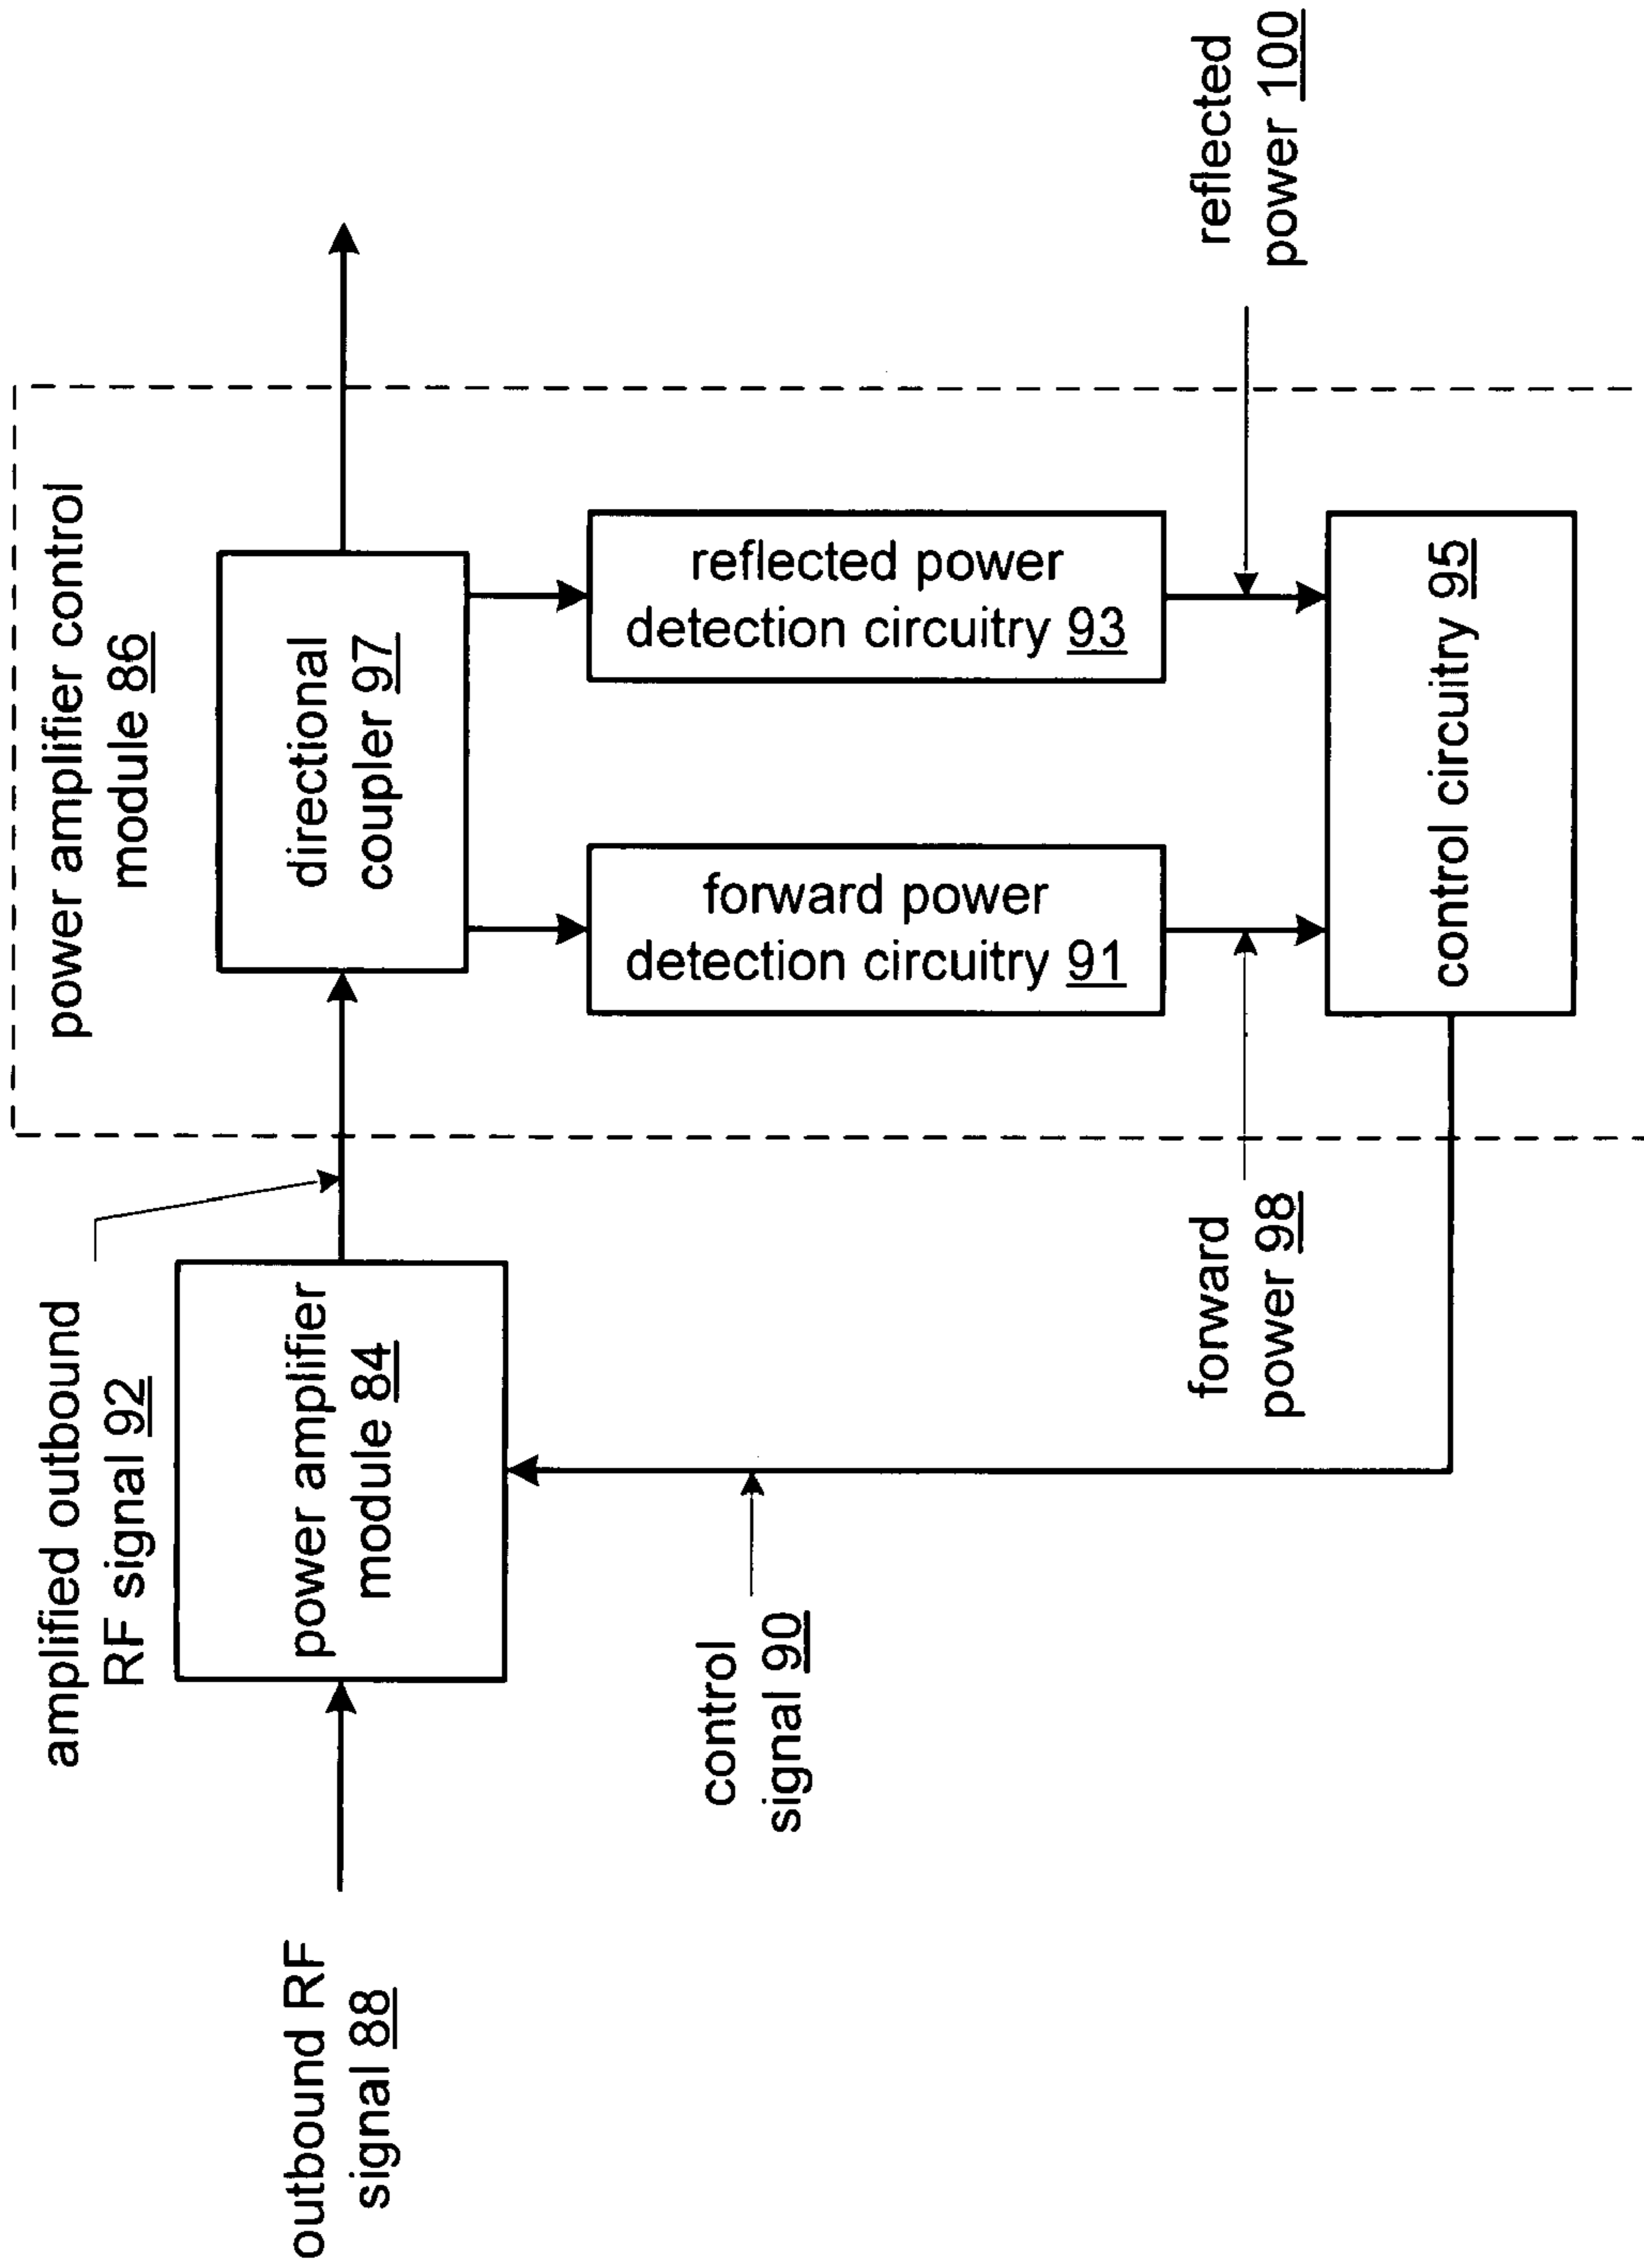 power amplifier control
module 86
amplified outbound
RF signal 92
outbound RF
signal 88
power amplifier
module 84
directional
coupler 97
forward power
detection circuitry 91
reflected power
detection circuitry 93
control
signal 90
forward
power 98
reflected
power 100
control circuitry 95